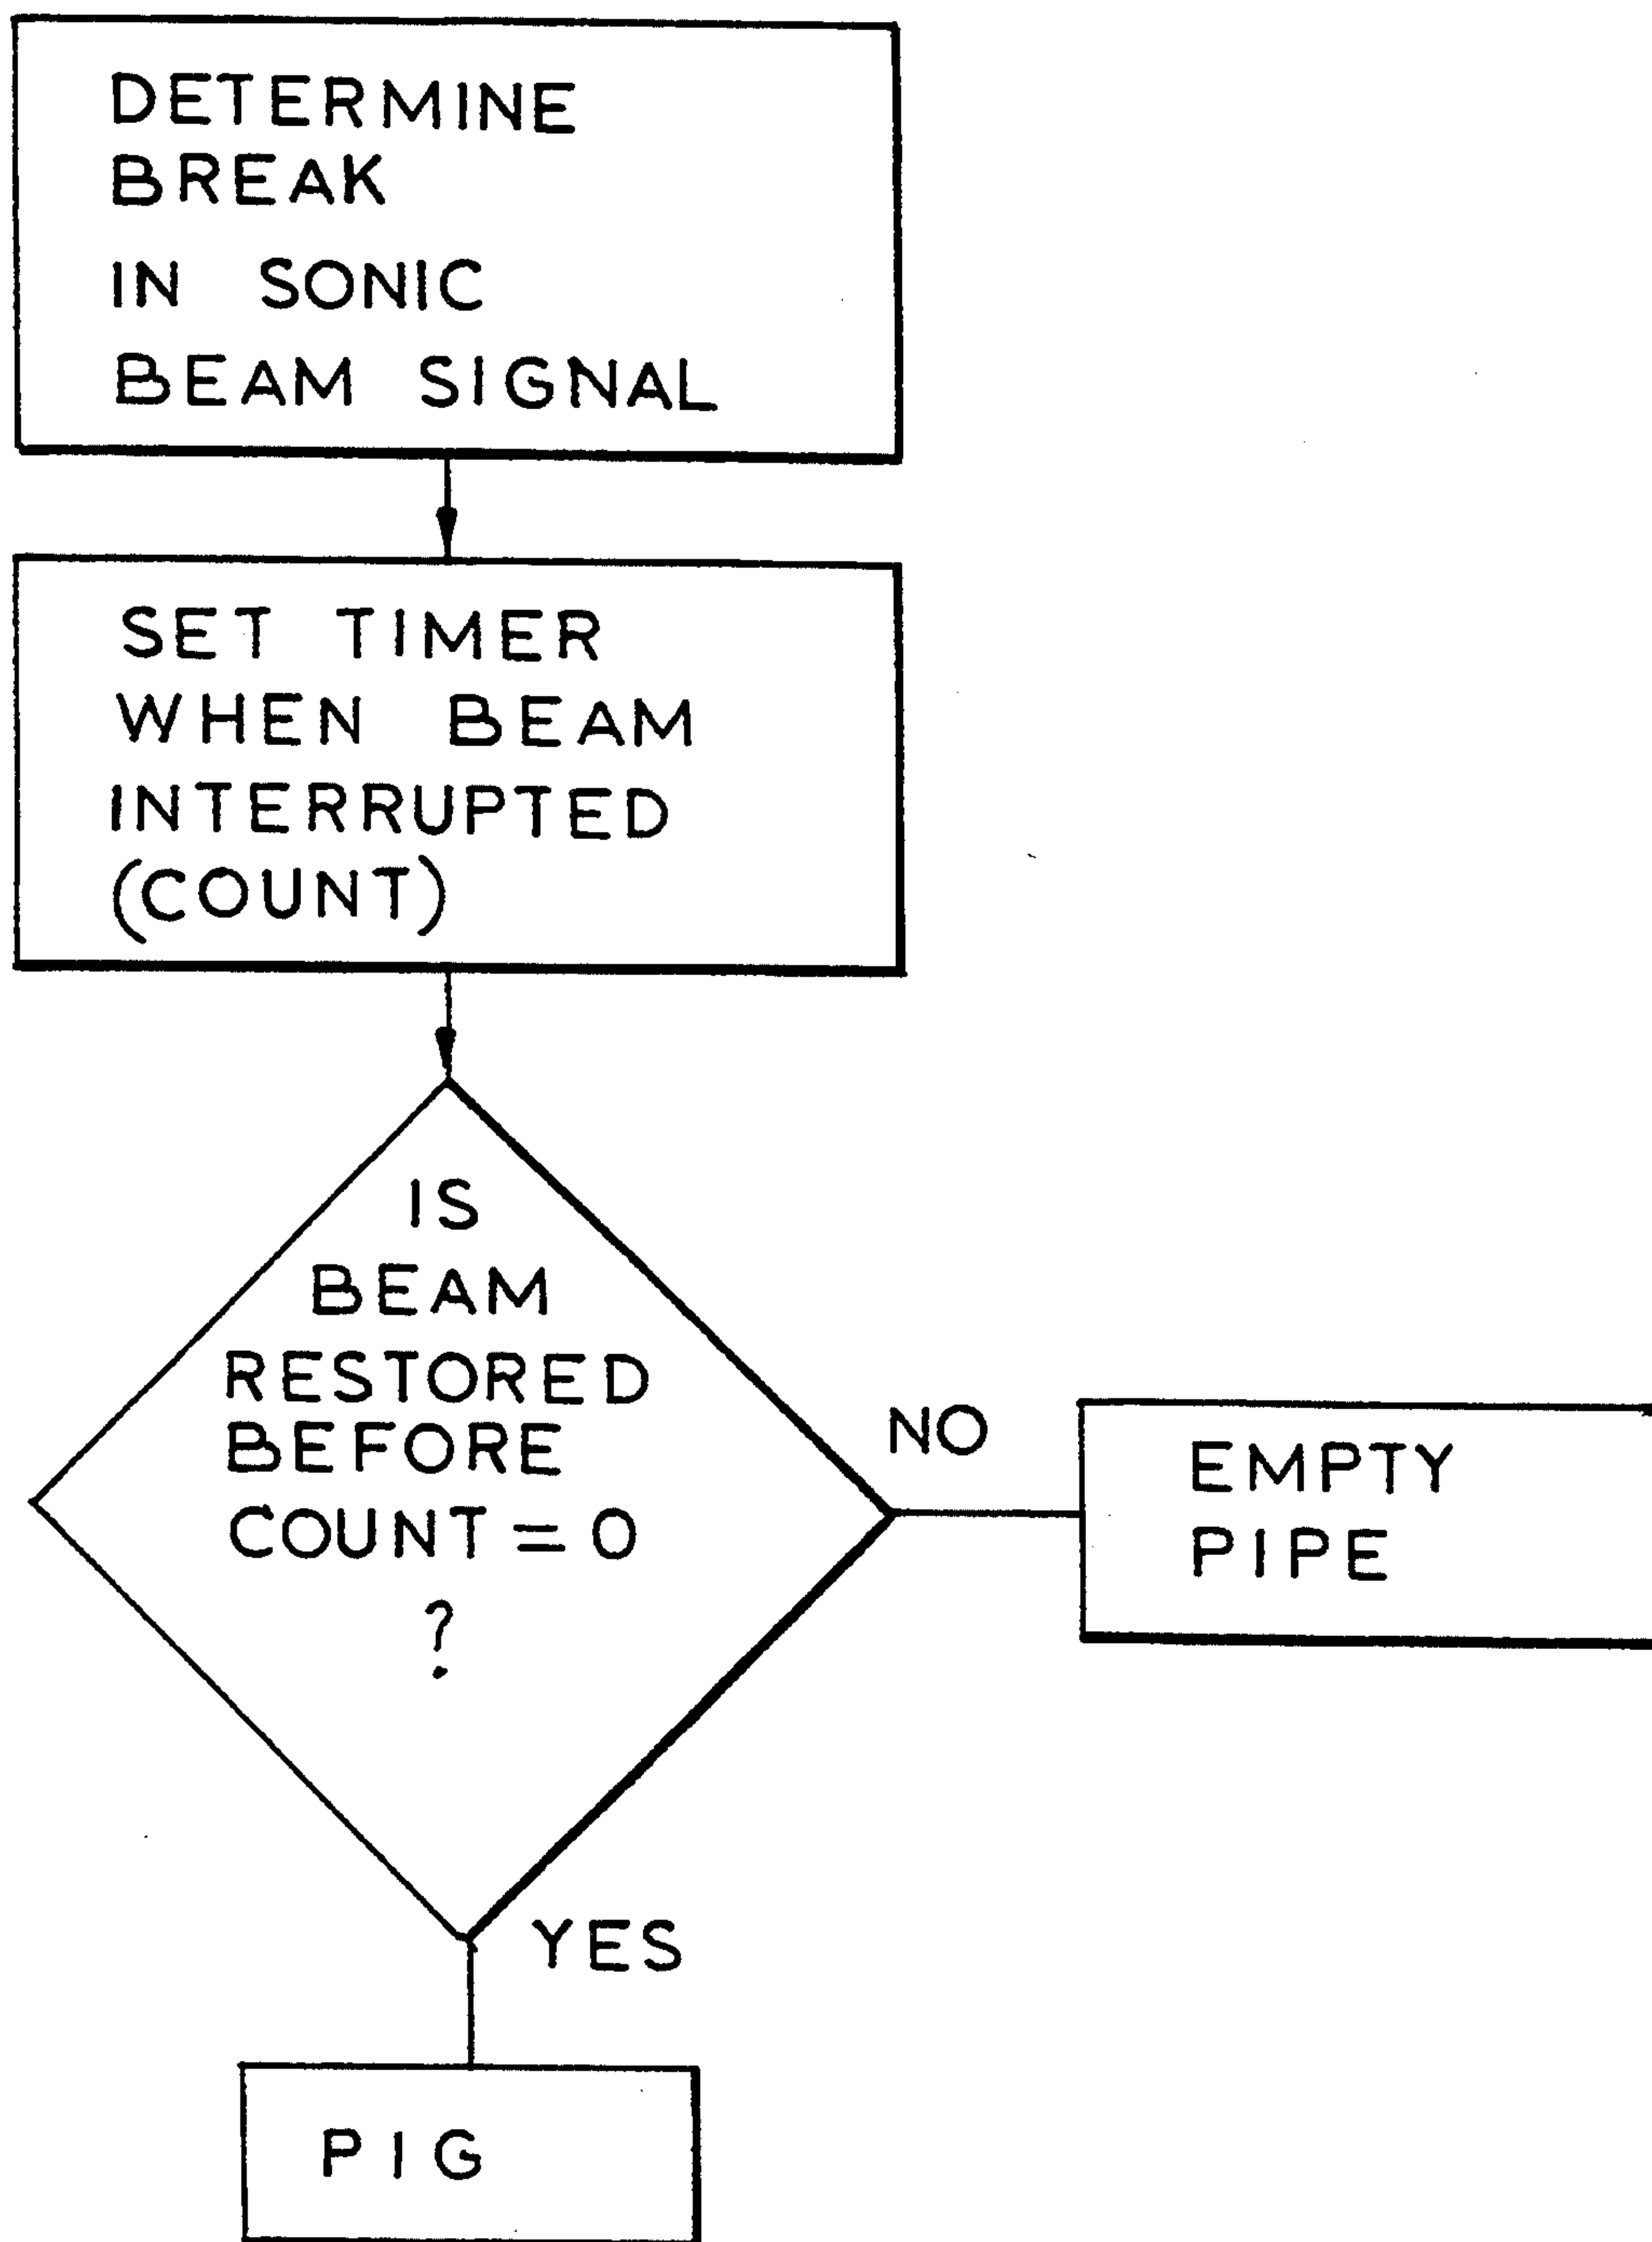 DETERMINE
BREAK
IN SONIC
BEAM SIGNAL
SET TIMER
WHEN BEAM
INTERRUPTED
(COUNT)
IS
BEAM
RESTORED
BEFORE
COUNT = 0
?
NO
EMPTY
PIPE
YES
PIG